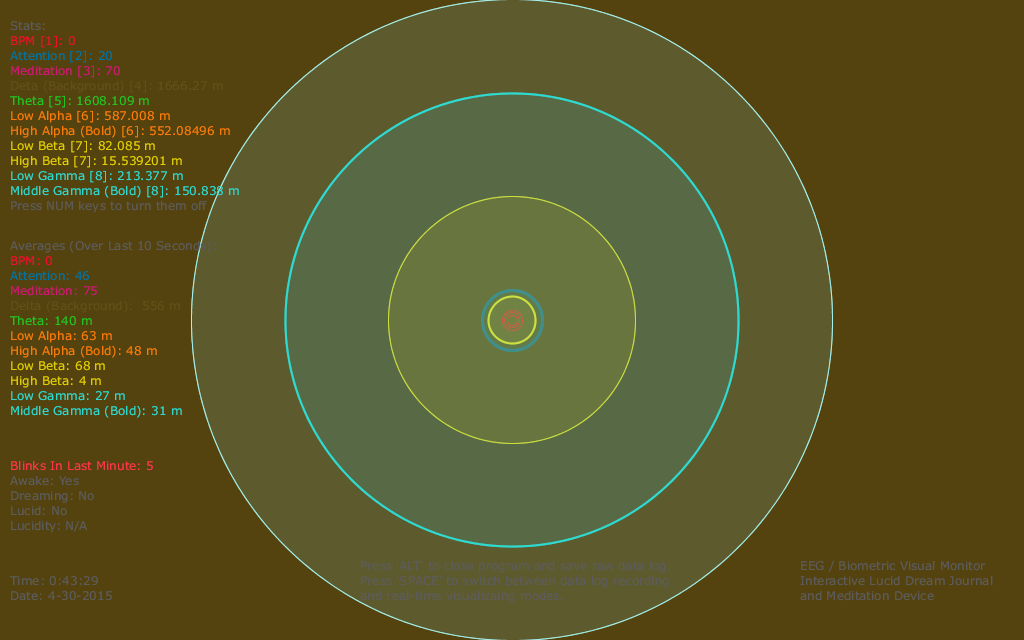 Stats:
BPM [1]: 0
Attention [2]: 20
Meditation [3]: 70
Delta (Background) [4]: 1656.27 m
Theta [5]: 1608.109 m
Low Alpha [6]: 587.008 m
High Alpha (Bold) [6]: 552.08496 m
Low Beta [7]: 82.085 m
High Beta [7]: 15.539201 m
Low Gamma [8]: 213.377 m
Middle Gamma (Bold) [8]: 150.838 m
Press NUM keys to turn them off
Averages (Over Last 10 Seconds):
BPM: 0
Attention: 46
Meditation: 75
Delta (Background): 556 m
Theta: 140 m
Low Alpha: 63 m
High Alpha (Bold): 48 m
Low Beta: 68 m
High Beta: 4 m
Low Gamma: 27 m
Middle Gamma (Bold): 31 m
Blinks In Last Minute: 5
Awake: Yes
Dreaming: No
Lucid: No
Lucidity: N/A
Time: 0:43:29
Date: 4-30-2015
Press 'ALT' to close program and save raw data log.
Press 'SPACE' to switch between data log recording
and real-time visualising modes.
EEG / Biometric Visual Monitor
Interactive Lucid Dream Journal
and Meditation Device